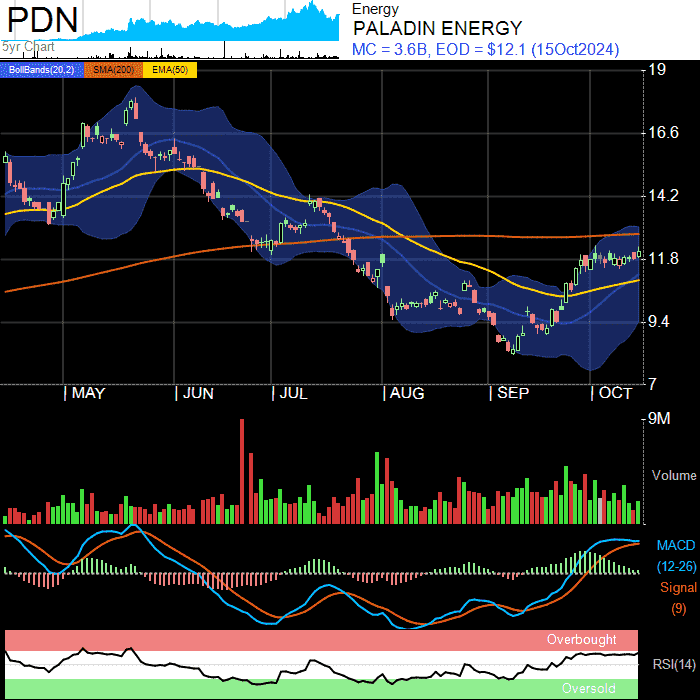 PDN
5yr Chart
Energy
PALADIN ENERGY
MC = 3.6B, EOD = $12.1 (15Oct2024)
BollBands(20,2) SMA(200) EMA(50)
19
16.6
14.2
11.8
9.4
7
| MAY | JUN | JUL | AUG | SEP | OCT
9M
Volume
MACD
(12-26)
Signal
(9)
Overbought
RSI(14)
Oversold